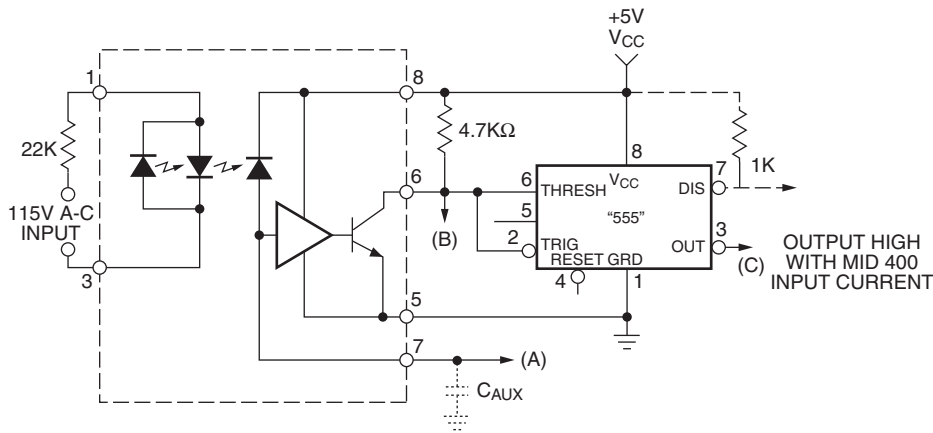 +5V
VCC
1
8
22K
4.7KΩ
1K
115V A-C
INPUT
6
8
7
6
THRESH
VCC
DIS
5
"555"
3
2
TRIG
OUT
(B)
(C)
RESET GRD
4
1
OUTPUT HIGH
WITH MID 400
INPUT CURRENT
3
5
7
(A)
CAUX